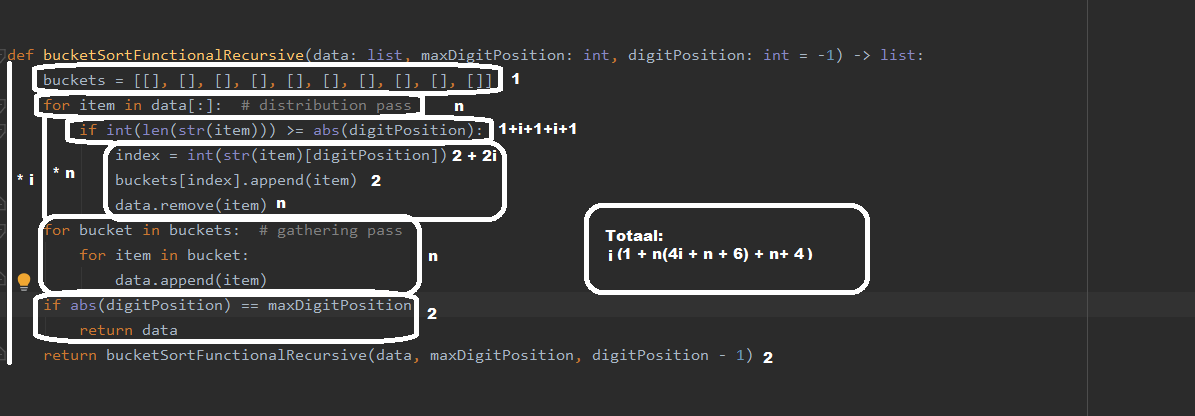 def bucketSortFunctionalRecursive(data: list, maxDigitPosition: int, digitPosition: int = -1) -> list:
buckets = [[], [], [], [], [], [], [], [], [], []] 1
for item in data[:]: # distribution pass n
if int(len(str(item))) >= abs(digitPosition): 1+i+1+i+1
index = int(str(item)[digitPosition]) 2 + 2i
* i * n buckets[index].append(item) 2
data.remove(item) n
for bucket in buckets: # gathering pass
for item in bucket: n
data.append(item)
if abs(digitPosition) == maxDigitPosition 2
return data
return bucketSortFunctionalRecursive(data, maxDigitPosition, digitPosition - 1) 2
Totaal:
i (1 + n(4i + n + 6) + n+ 4)